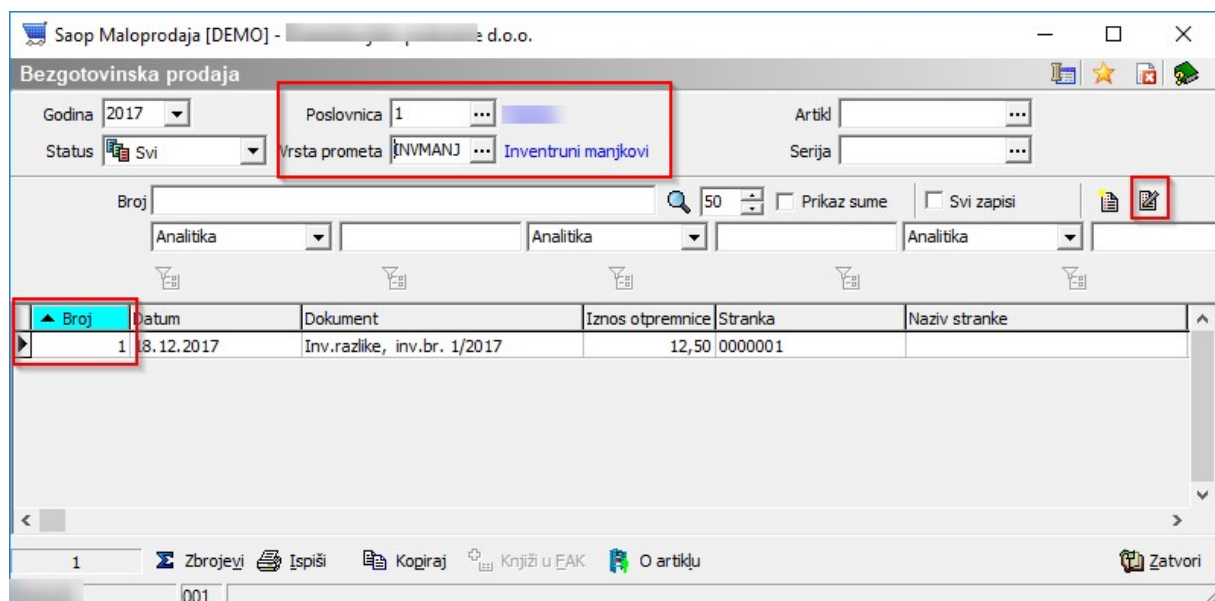 Saop Maloprodaja [DEMO] - d.o.o.
Bezgotovinska prodaja
Godina 2017 Poslovnica 1 ... Artikl ...
Status Svi Vrsta prometa INVMANJ ... Inventruni manjkovi Serija ...
Broj 50 Prikaz sume Svi zapisi
Analitika Analitika Analitika
Broj Datum Dokument Iznos otpremnice Stranka Naziv stranke
1 18.12.2017 Inv.razlike, inv.br. 1/2017 12,50 0000001
1 Zbrojevi Ispiši Kopiraj Knjiži u FAK O artiklu Zatvori
001